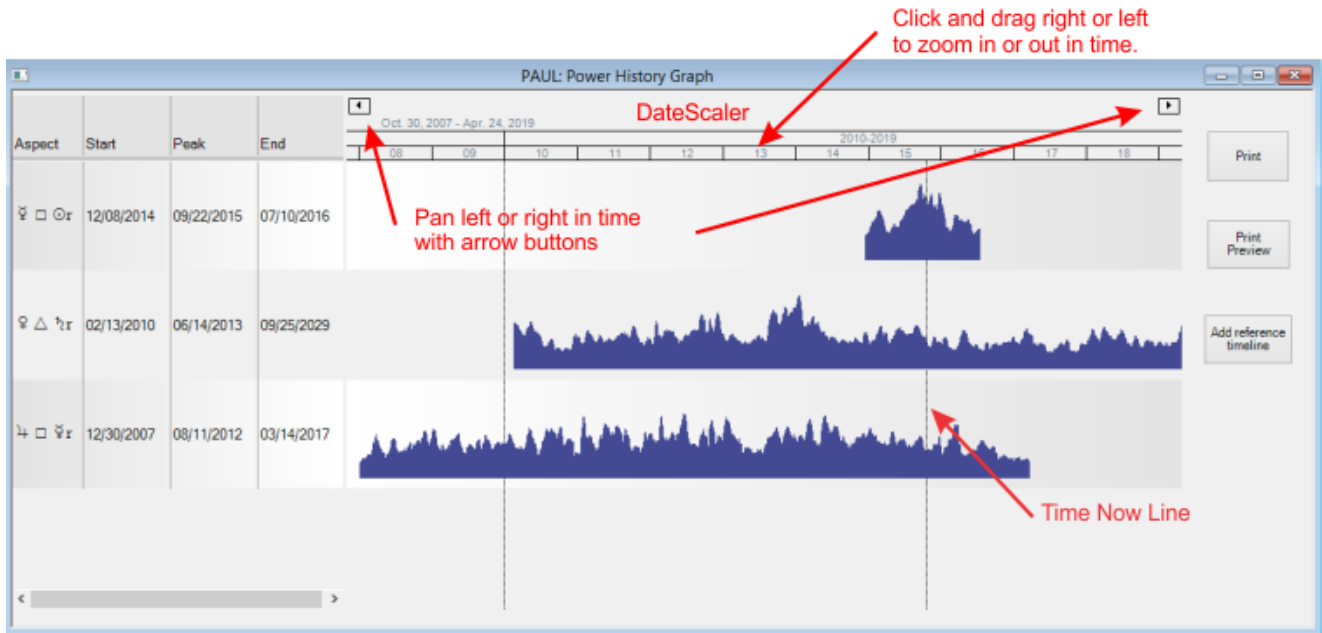 Click and drag right or left
to zoom in or out in time.
PAUL: Power History Graph
DateScaler
Oct. 30, 2007 - Apr. 24, 2019
Aspect Start Peak End
2010-2019
08 09 10 11 12 13 14 15 16 17 18
Print
☿ □ ☉r 12/08/2014 09/22/2015 07/10/2016
Pan left or right in time
with arrow buttons
Print
Preview
♀ △ ♄r 02/13/2010 06/14/2013 09/25/2029
Add reference
timeline
♃ □ ☿r 12/30/2007 08/11/2012 03/14/2017
Time Now Line